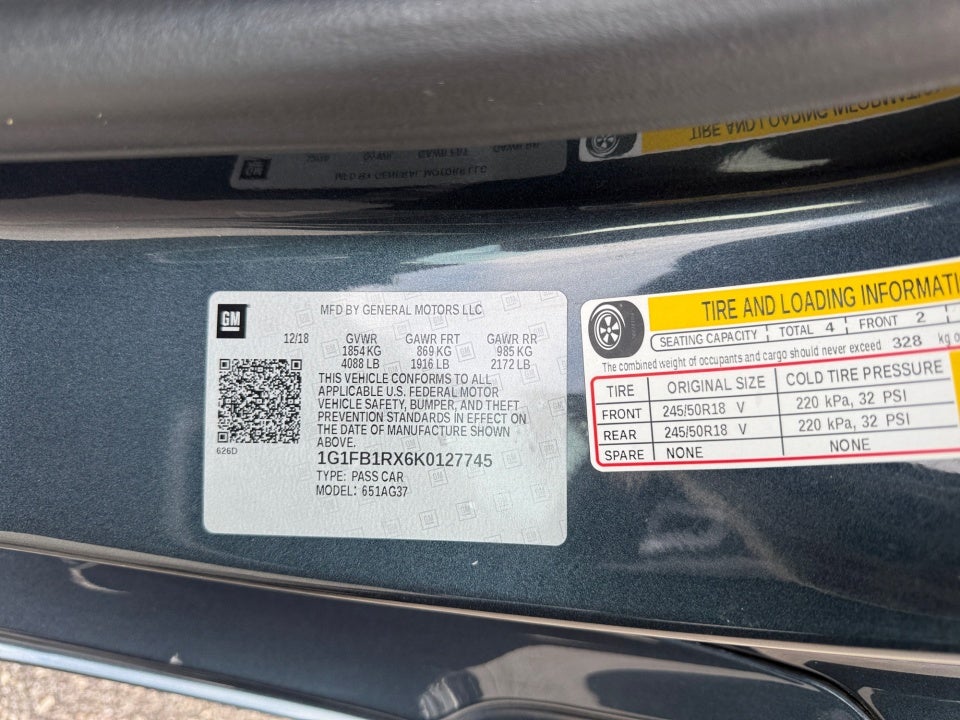 GM
MFD BY GENERAL MOTORS LLC
12/18 GVWR GAWR FRT GAWR RR
1854 KG 869 KG 985 KG
4088 LB 1916 LB 2172 LB
THIS VEHICLE CONFORMS TO ALL
APPLICABLE U.S. FEDERAL MOTOR
VEHICLE SAFETY, BUMPER, AND THEFT
PREVENTION STANDARDS IN EFFECT ON
THE DATE OF MANUFACTURE SHOWN
ABOVE.
626D
1G1FB1RX6K0127745
TYPE: PASS CAR
MODEL: 651AG37
TIRE AND LOADING INFORMATI
SEATING CAPACITY TOTAL 4 FRONT 2
The combined weight of occupants and cargo should never exceed 328 kg o
TIRE ORIGINAL SIZE COLD TIRE PRESSURE
FRONT 245/50R18 V 220 kPa, 32 PSI
REAR 245/50R18 V 220 kPa, 32 PSI
SPARE NONE NONE